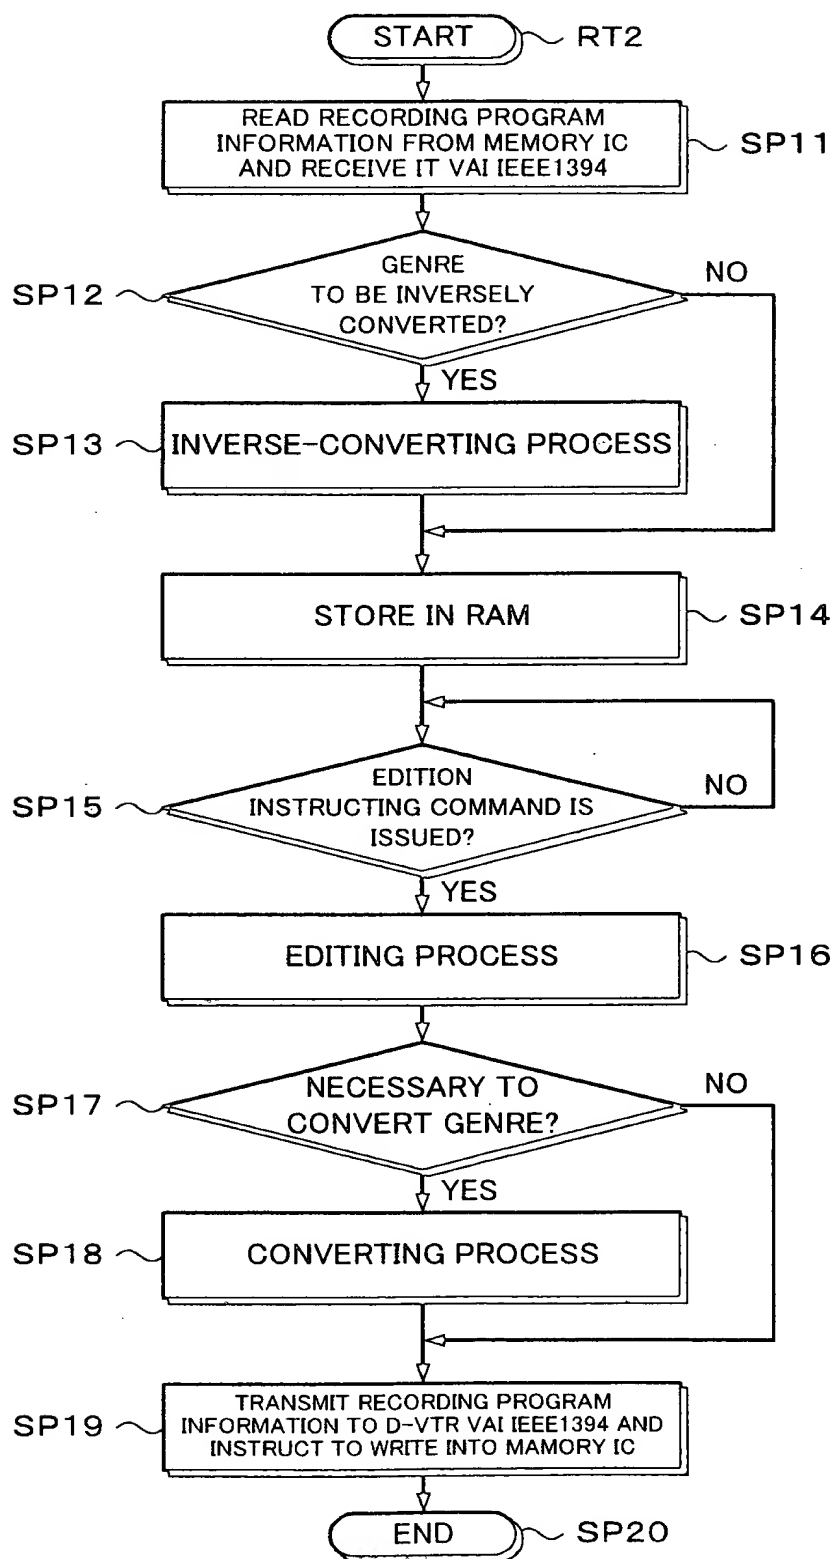 START
RT2
READ RECORDING PROGRAM
INFORMATION FROM MEMORY IC
AND RECEIVE IT VAI IEEE1394
SP11
GENRE
TO BE INVERSELY
CONVERTED?
SP12
NO
YES
SP13
INVERSE-CONVERTING PROCESS
STORE IN RAM
SP14
EDITION
INSTRUCTING COMMAND IS
ISSUED?
SP15
NO
YES
EDITING PROCESS
SP16
NECESSARY TO
CONVERT GENRE?
SP17
NO
YES
SP18
CONVERTING PROCESS
SP19
TRANSMIT RECORDING PROGRAM
INFORMATION TO D-VTR VAI IEEE1394 AND
INSTRUCT TO WRITE INTO MAMORY IC
END
SP20